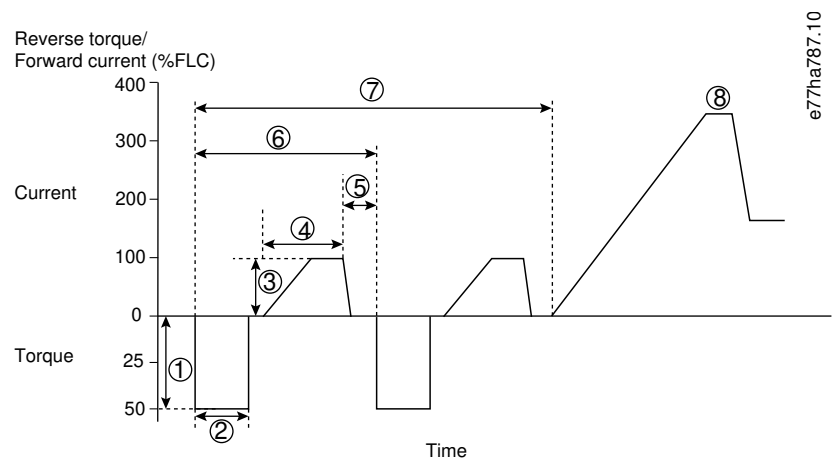 Reverse torque/
Forward current (%FLC)
e77ha787.10
400
⑦
⑧
300
⑥
Current
200
⑤
④
100
③
0
Torque
25
①
50
②
Time